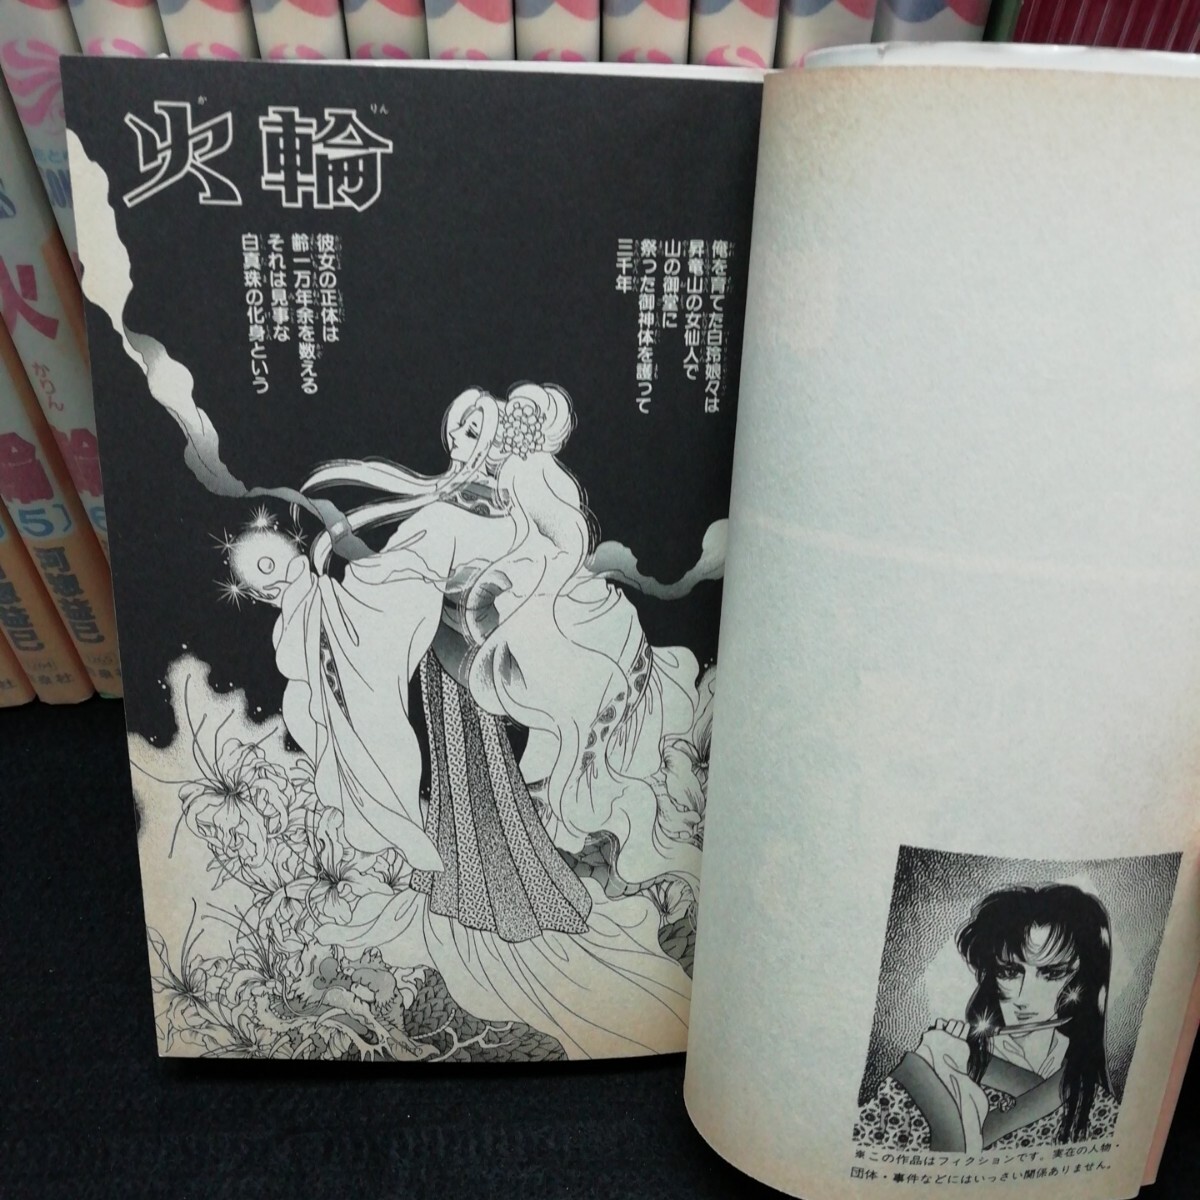 火輪
か
りん
俺を育てた白玲娘々は
昇竜山の女仙人で
山の御堂に
祭った御神体を護って
三千年
彼女の正体は
齢一万年余を数える
それは見事な
白真珠の化身という
※この作品はフィクションです。実在の人物・
団体・事件などにはいっさい関係ありません。
火
かりん
輪
5
6
河惣益巳